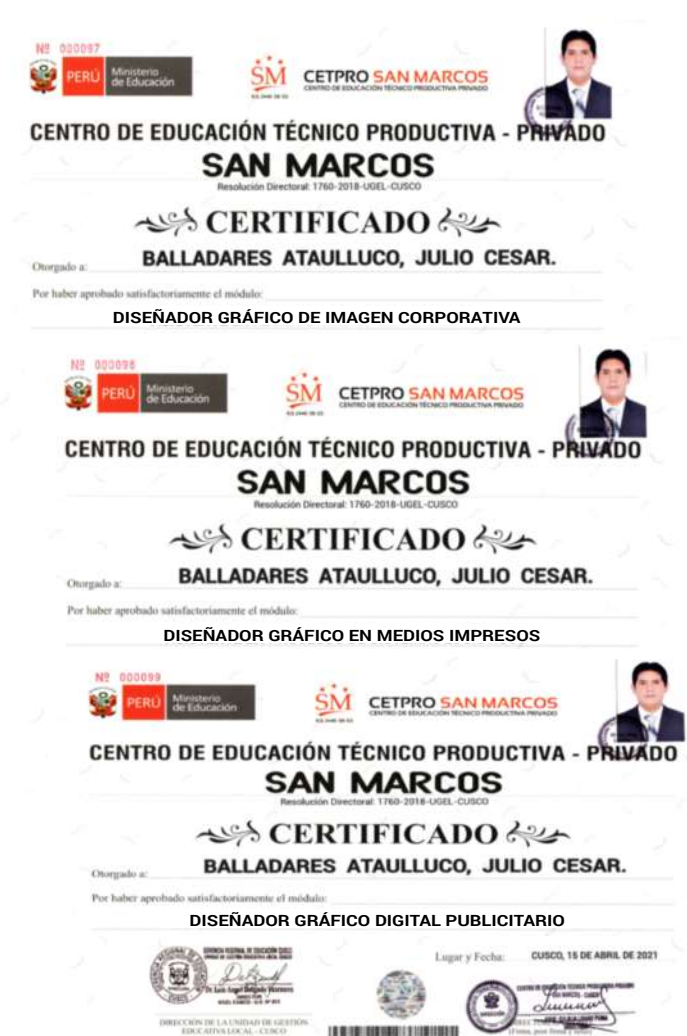 Nº 000097
PERÚ Ministerio de Educación
SM CETPRO SAN MARCOS
CENTRO DE EDUCACIÓN TÉCNICO PRODUCTIVA PRIVADO
CENTRO DE EDUCACIÓN TÉCNICO PRODUCTIVA - PRIVADO
SAN MARCOS
Resolución Directoral: 1760-2018-UGEL-CUSCO
CERTIFICADO
Otorgado a: BALLADARES ATAULLUCO, JULIO CESAR.
Por haber aprobado satisfactoriamente el módulo:
DISEÑADOR GRÁFICO DE IMAGEN CORPORATIVA
Nº 000098
PERÚ Ministerio de Educación
SM CETPRO SAN MARCOS
CENTRO DE EDUCACIÓN TÉCNICO PRODUCTIVA PRIVADO
CENTRO DE EDUCACIÓN TÉCNICO PRODUCTIVA - PRIVADO
SAN MARCOS
Resolución Directoral: 1760-2018-UGEL-CUSCO
CERTIFICADO
Otorgado a: BALLADARES ATAULLUCO, JULIO CESAR.
Por haber aprobado satisfactoriamente el módulo:
DISEÑADOR GRÁFICO EN MEDIOS IMPRESOS
Nº 000099
PERÚ Ministerio de Educación
SM CETPRO SAN MARCOS
CENTRO DE EDUCACIÓN TÉCNICO PRODUCTIVA PRIVADO
CENTRO DE EDUCACIÓN TÉCNICO PRODUCTIVA - PRIVADO
SAN MARCOS
Resolución Directoral: 1760-2018-UGEL-CUSCO
CERTIFICADO
Otorgado a: BALLADARES ATAULLUCO, JULIO CESAR.
Por haber aprobado satisfactoriamente el módulo:
DISEÑADOR GRÁFICO DIGITAL PUBLICITARIO
Lugar y Fecha: CUSCO, 15 DE ABRIL DE 2021
DIRECCIÓN DE LA UNIDAD DE GESTIÓN
EDUCATIVA LOCAL - CUSCO